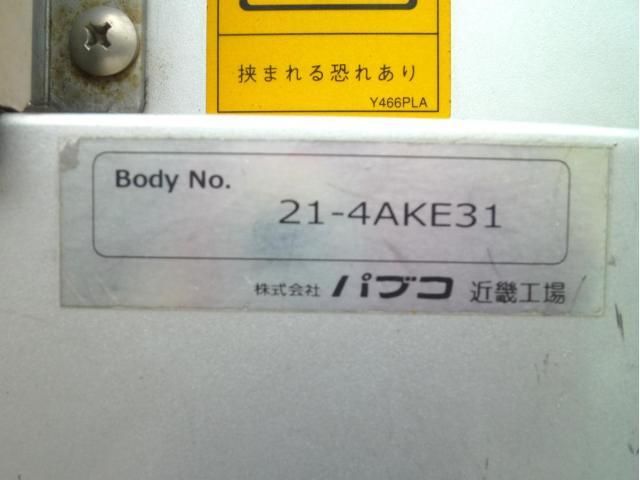 挟まれる恐れあり
Y466PLA
Body No.
21-4AKE31
株式会社 パブコ 近畿工場